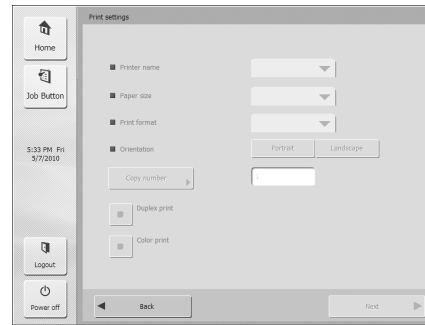 Print settings
Home
Job Button
5:33 PM Fri
5/7/2010
Logout
Power off
Printer name
Paper size
Print format
Orientation
Portrait
Landscape
Copy number
1
Duplex print
Color print
Back
Next